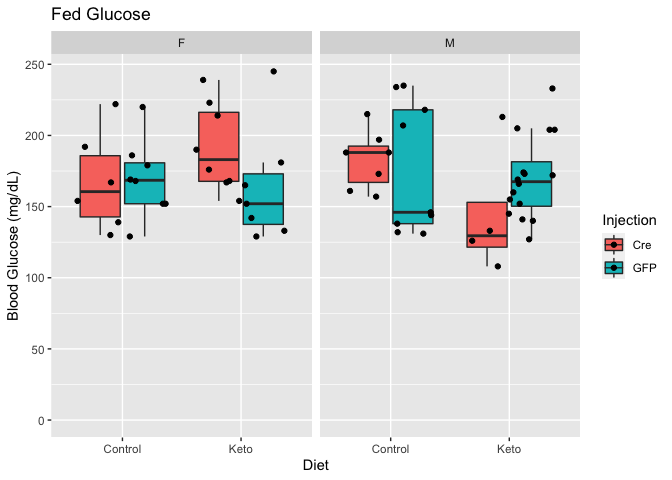 Fed Glucose
F M
250
200
150
100
50
0
Blood Glucose (mg/dL)
Control Keto Control Keto
Diet
Injection
Cre
GFP